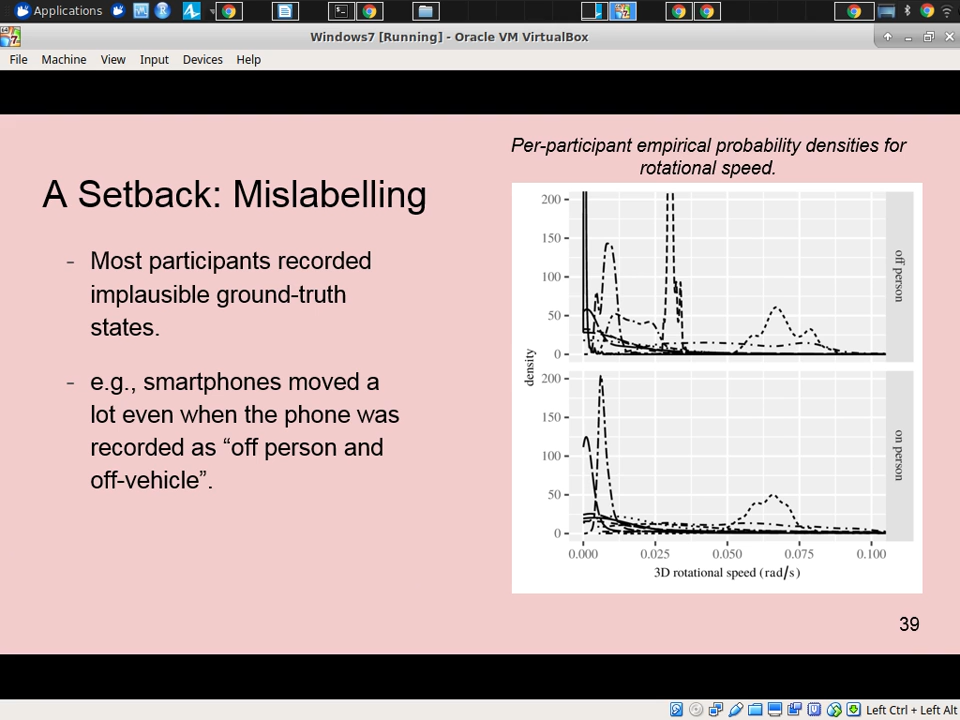 Applications
Windows7 [Running] - Oracle VM VirtualBox
File Machine View Input Devices Help
A Setback: Mislabelling
- Most participants recorded
implausible ground-truth
states.
- e.g., smartphones moved a
lot even when the phone was
recorded as “off person and
off-vehicle”.
Per-participant empirical probability densities for
rotational speed.
200
150
100
50
0
off person
density
200
150
100
50
0
on person
0.000 0.025 0.050 0.075 0.100
3D rotational speed (rad/s)
39
Left Ctrl + Left Alt